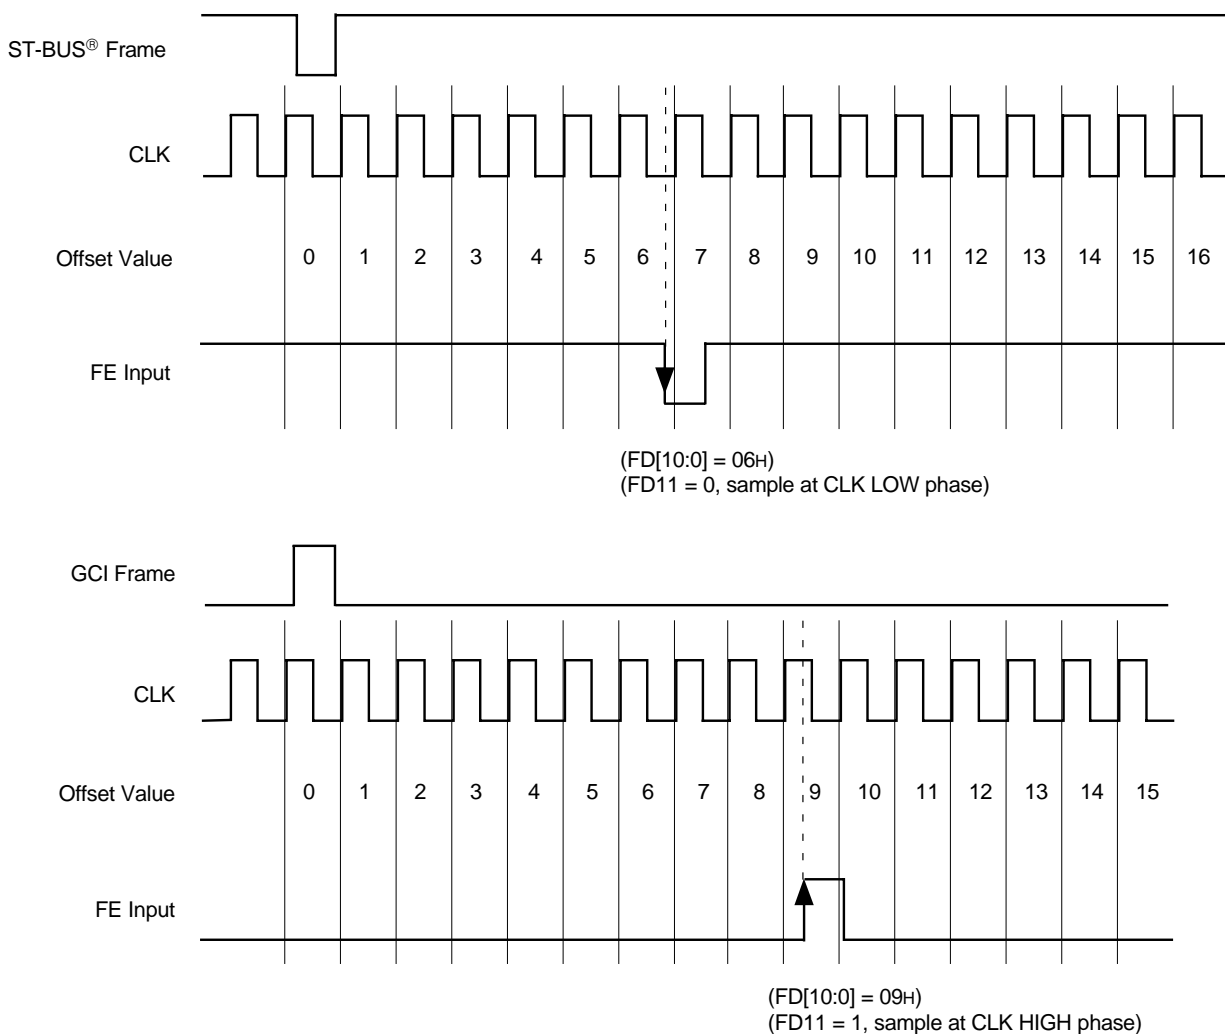 ST-BUS® Frame
CLK
Offset Value 0 1 2 3 4 5 6 7 8 9 10 11 12 13 14 15 16
FE Input
(FD[10:0] = 06H)
(FD11 = 0, sample at CLK LOW phase)
GCI Frame
CLK
Offset Value 0 1 2 3 4 5 6 7 8 9 10 11 12 13 14 15
FE Input
(FD[10:0] = 09H)
(FD11 = 1, sample at CLK HIGH phase)